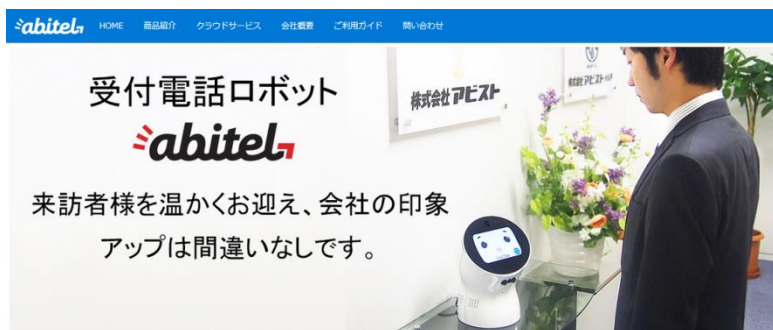 abitel
HOME 商品紹介 クラウドサービス 会社概要 ご利用ガイド 問い合わせ
受付電話ロボット
abitel
来訪者様を温かくお迎え、会社の印象
アップは間違いなしです。
株式会社アビスト